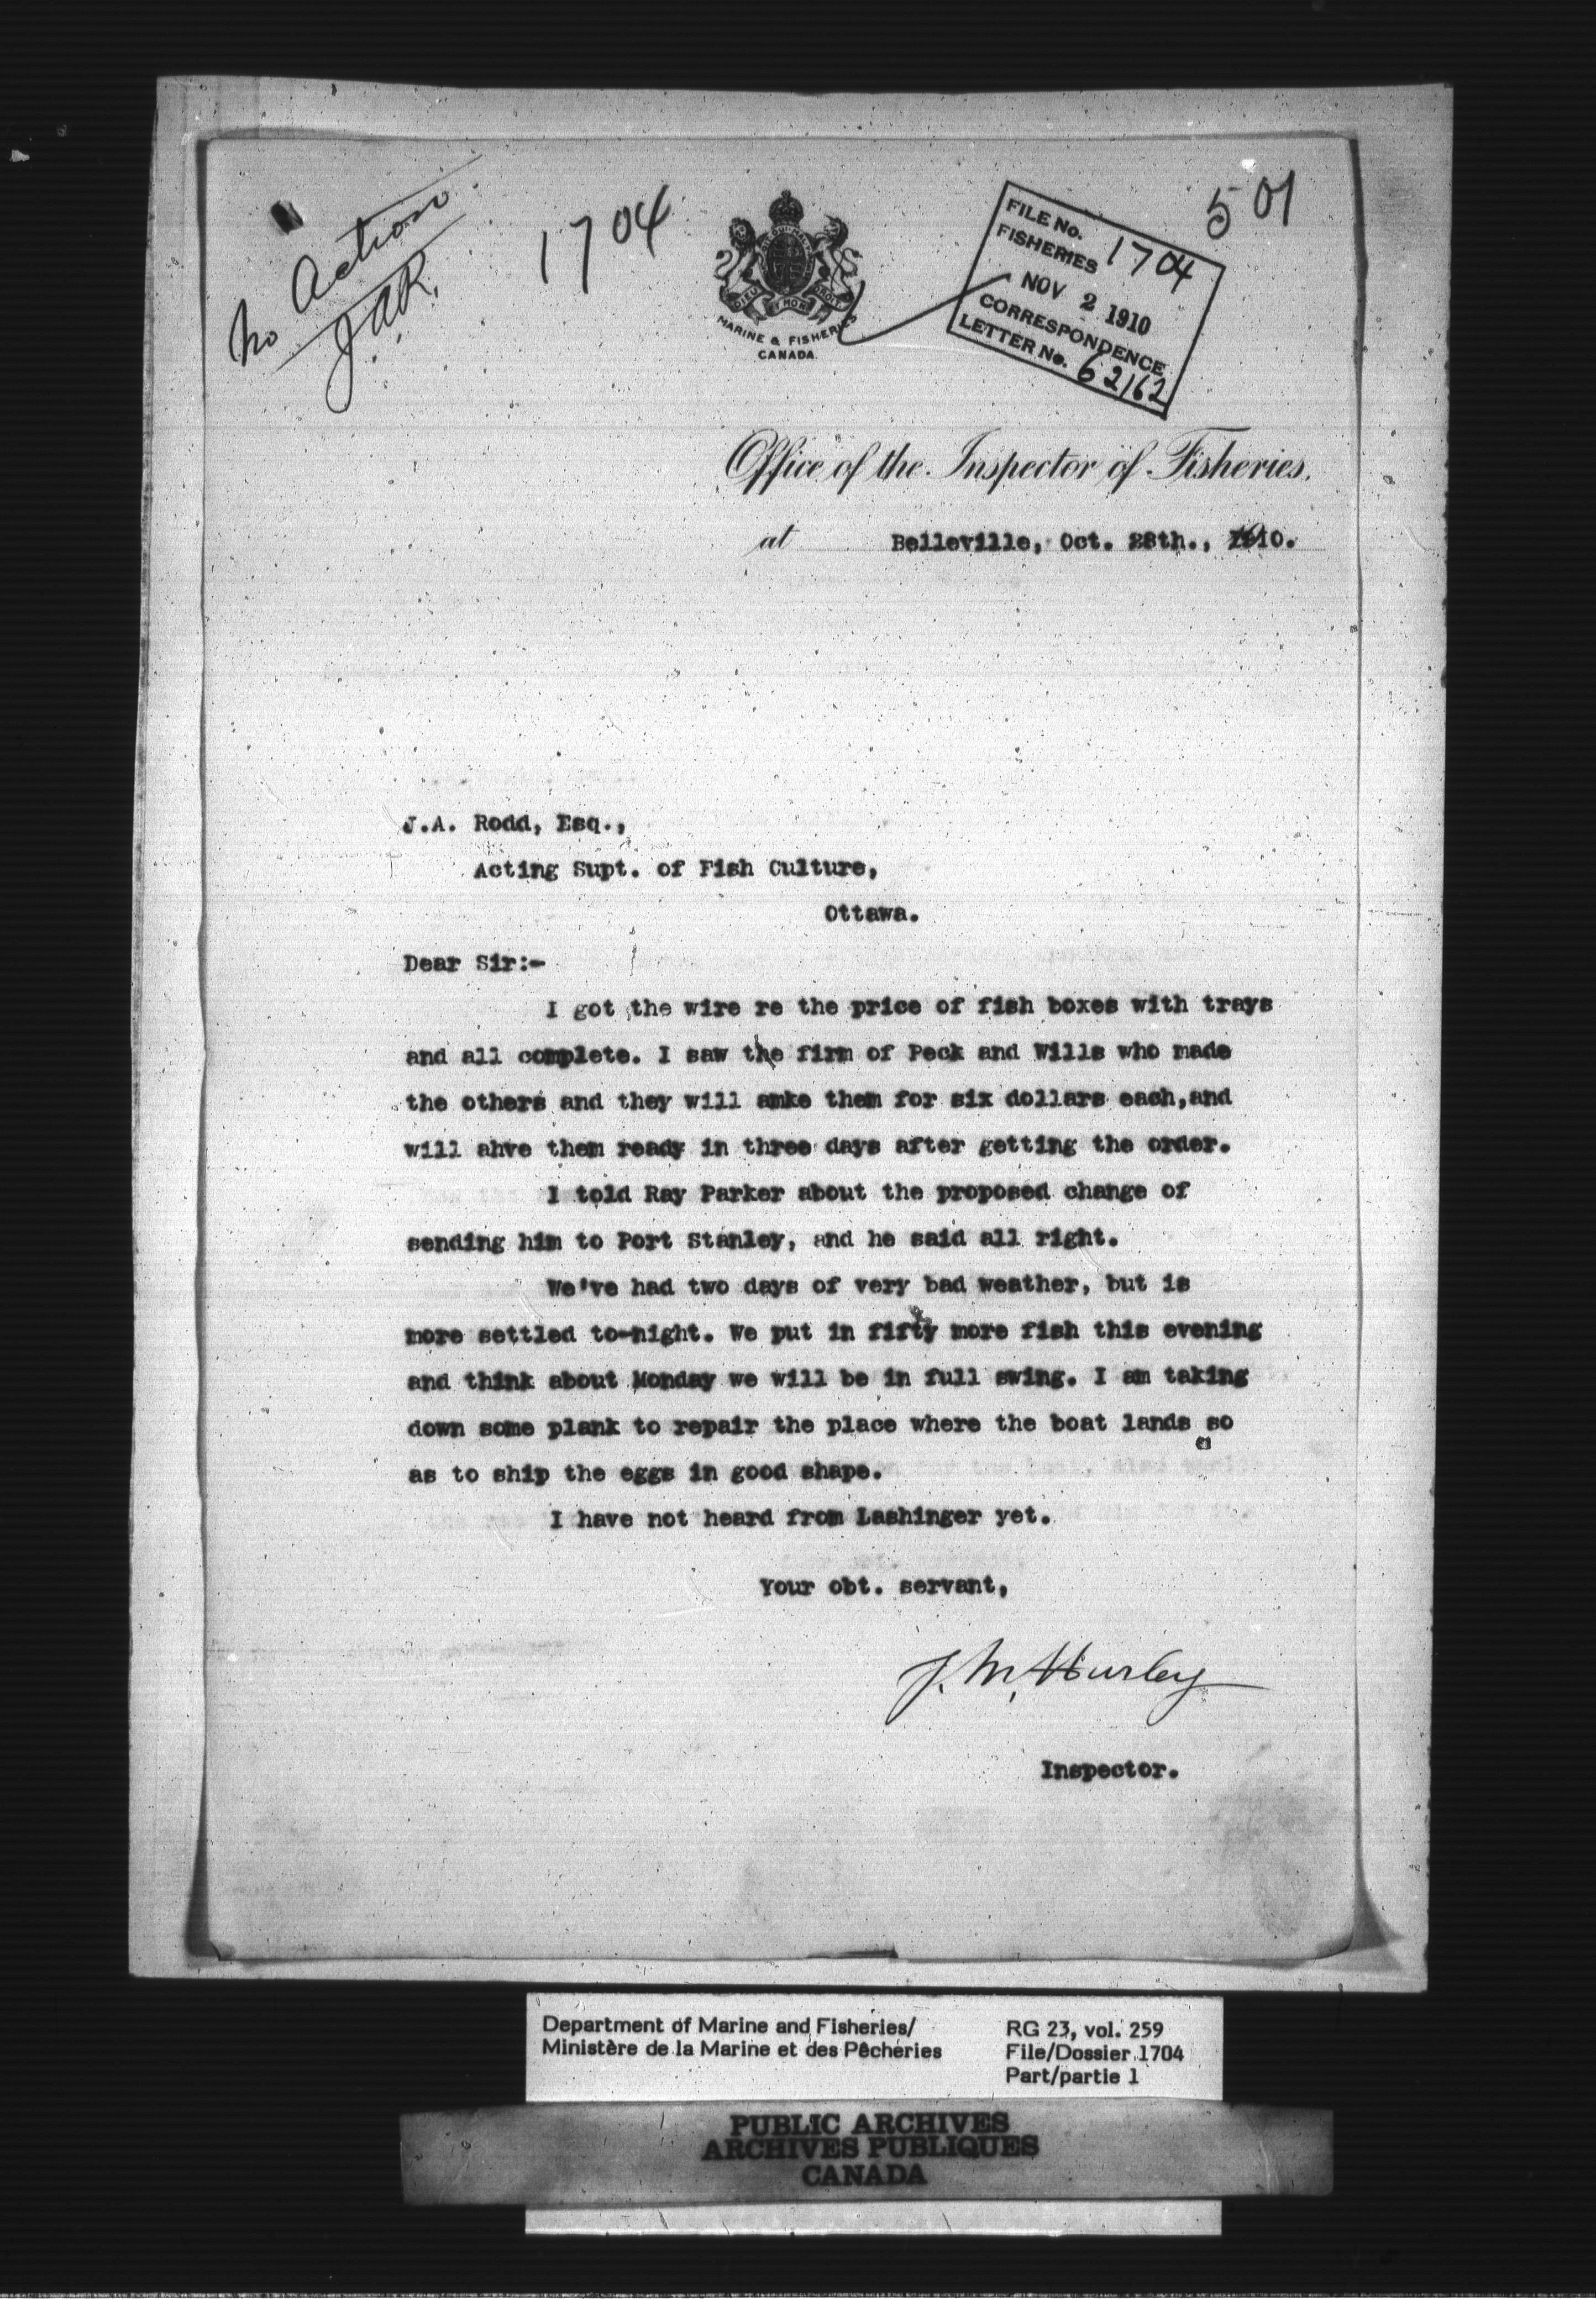 No Action
JAR.
1704
501
FILE No.
FISHERIES 1704
NOV 2 1910
CORRESPONDENCE
LETTER No. 62162
DIEU ET MON DROIT
MARINE & FISHERIES
CANADA.
Office of the Inspector of Fisheries.
at Belleville, Oct. 28th., 1910.
J.A. Rodd, Esq.,
Acting Supt. of Fish Culture,
Ottawa.
Dear Sir:-
I got the wire re the price of fish boxes with trays
and all complete. I saw the firm of Peck and Wills who made
the others and they will amke them for six dollars each,and
will ahve them ready in three days after getting the order.
I told Ray Parker about the proposed change of
sending him to Port Stanley, and he said all right.
We've had two days of very bad weather, but is
more settled to-night. We put in fifty more fish this evening
and think about Monday we will be in full swing. I am taking
down some plank to repair the place where the boat lands so
as to ship the eggs in good shape.
I have not heard from Lashinger yet.
Your obt. servant,
J. M. Hurley
Inspector.
Department of Marine and Fisheries/
Ministère de la Marine et des Pêcheries
RG 23, vol. 259
File/Dossier 1704
Part/partie 1
PUBLIC ARCHIVES
ARCHIVES PUBLIQUES
CANADA